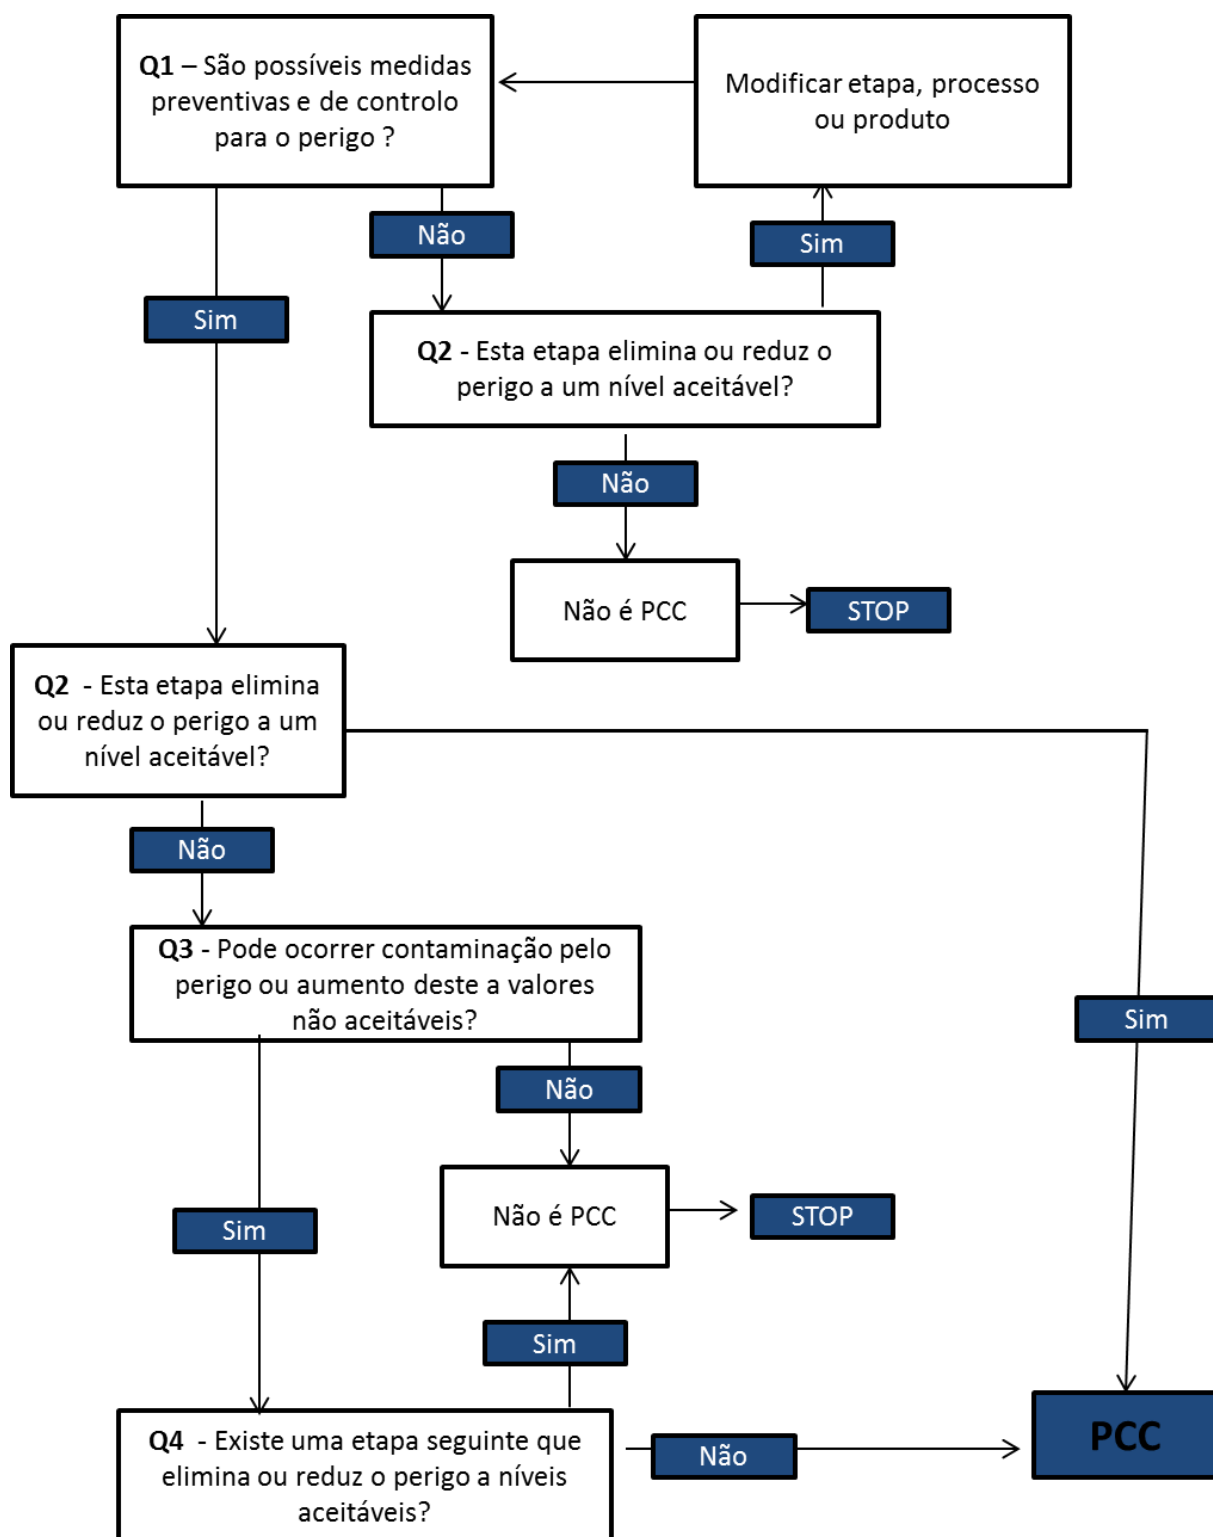 Q1 – São possíveis medidas
preventivas e de controlo
para o perigo ?
Modificar etapa, processo
ou produto
Não
Sim
Sim
Q2 - Esta etapa elimina ou reduz o
perigo a um nível aceitável?
Não
Não é PCC
STOP
Q2 - Esta etapa elimina
ou reduz o perigo a um
nível aceitável?
Não
Q3 - Pode ocorrer contaminação pelo
perigo ou aumento deste a valores
não aceitáveis?
Sim
Não
Não é PCC
STOP
Sim
Sim
Q4 - Existe uma etapa seguinte que
elimina ou reduz o perigo a níveis
aceitáveis?
Não
PCC